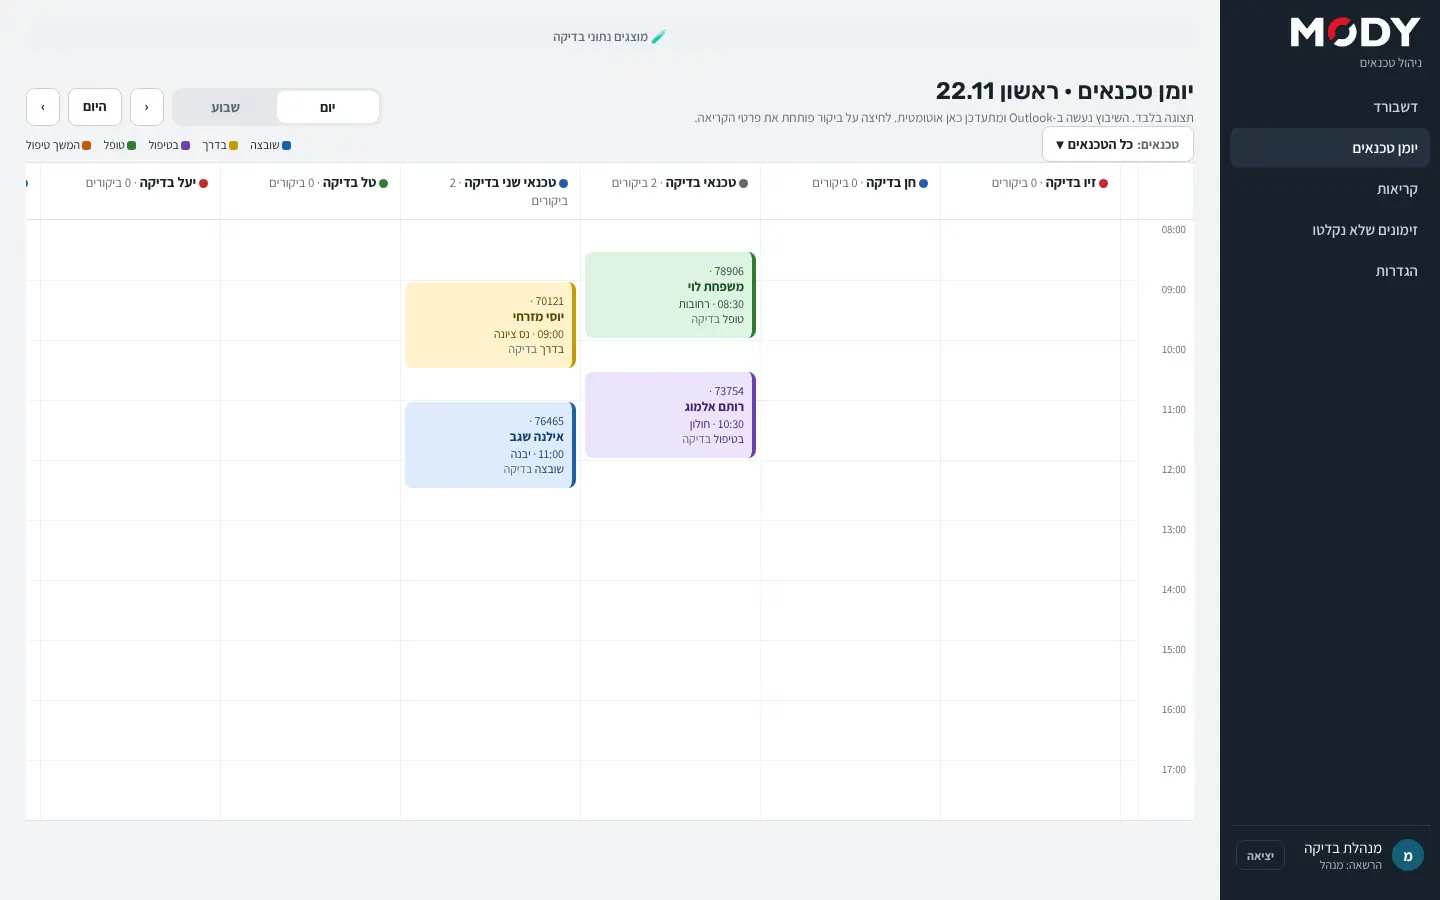 MODY
ניהול טכנאים
דשבורד
יומן טכנאים
קריאות
זימונים שלא נקלטו
הגדרות
מ
מנהלת בדיקה
הרשאה: מנהל
יציאה
🧪 מוצגים נתוני בדיקה
יומן טכנאים • ראשון 22.11
תצוגה בלבד. השיבוץ נעשה ב-Outlook ומתעדכן כאן אוטומטית. לחיצה על ביקור פותחת את פרטי הקריאה.
יום
שבוע
›
היום
‹
טכנאים: כל הטכנאים ▾
שובצה
בדרך
בטיפול
טופל
המשך טיפול
זיו בדיקה · 0 ביקורים
חן בדיקה · 0 ביקורים
טכנאי בדיקה · 2 ביקורים
טכנאי שני בדיקה · 2
ביקורים
טל בדיקה · 0 ביקורים
יעל בדיקה · 0 ביקורים
08:00
09:00
10:00
11:00
12:00
13:00
14:00
15:00
16:00
17:00
78906 ·
משפחת לוי
08:30 · רחובות
טופל בדיקה
73754 ·
רותם אלמוג
10:30 · חולון
בטיפול בדיקה
70121 ·
יוסי מזרחי
09:00 · נס ציונה
בדרך בדיקה
76465 ·
אילנה שגב
11:00 · יבנה
שובצה בדיקה